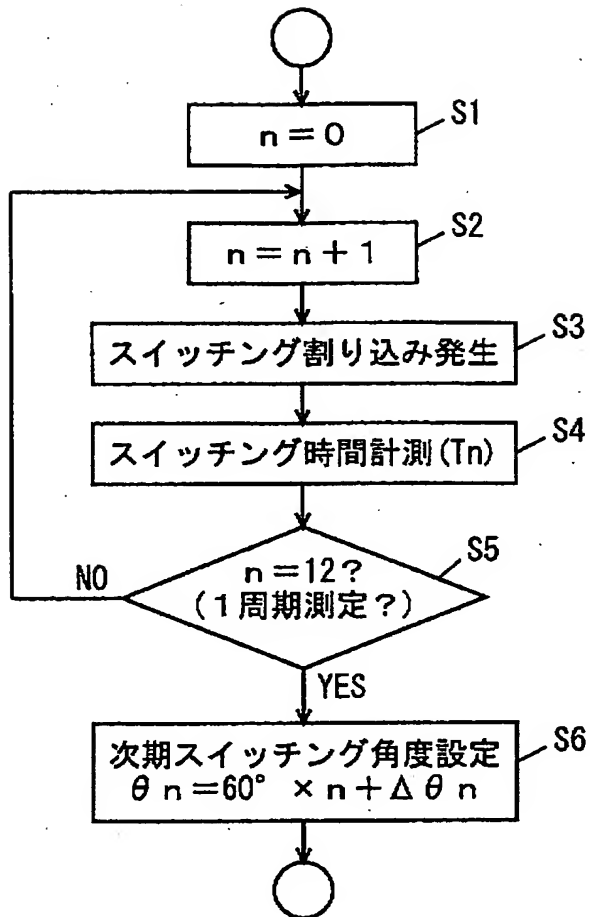 n=0
S1
n=n+1
S2
スイッチング割り込み発生
S3
スイッチング時間計測(Tn)
S4
n=12?
(1周期測定?)
S5
NO
YES
次期スイッチング角度設定
θn=60° ×n+Δθn
S6